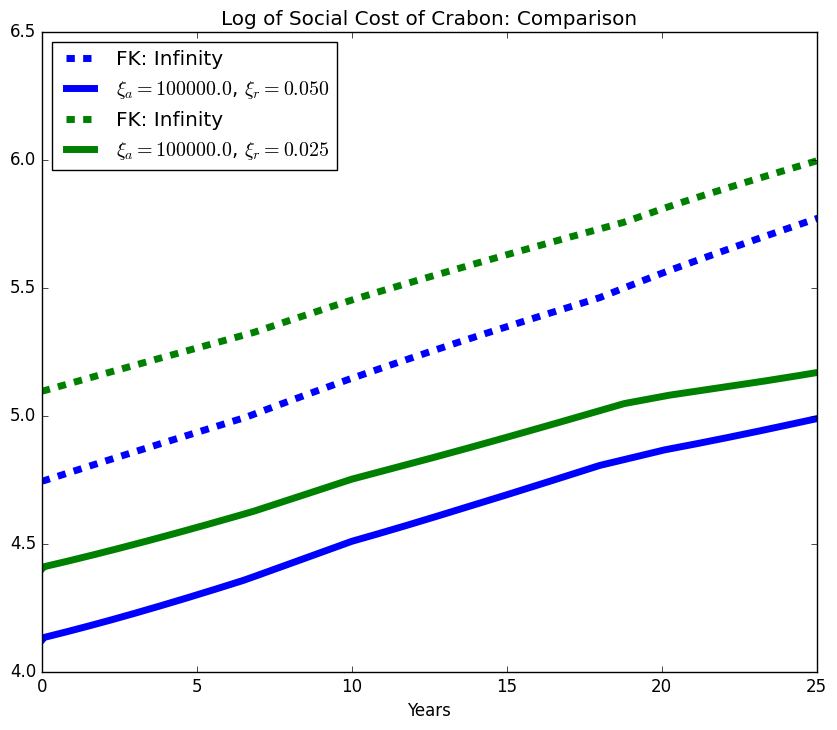 Log of Social Cost of Crabon: Comparison
6.5
FK: Infinity
ξₐ = 100000.0, ξᵣ = 0.050
FK: Infinity
ξₐ = 100000.0, ξᵣ = 0.025
6.0
5.5
5.0
4.5
4.0
0 5 10 15 20 25
Years